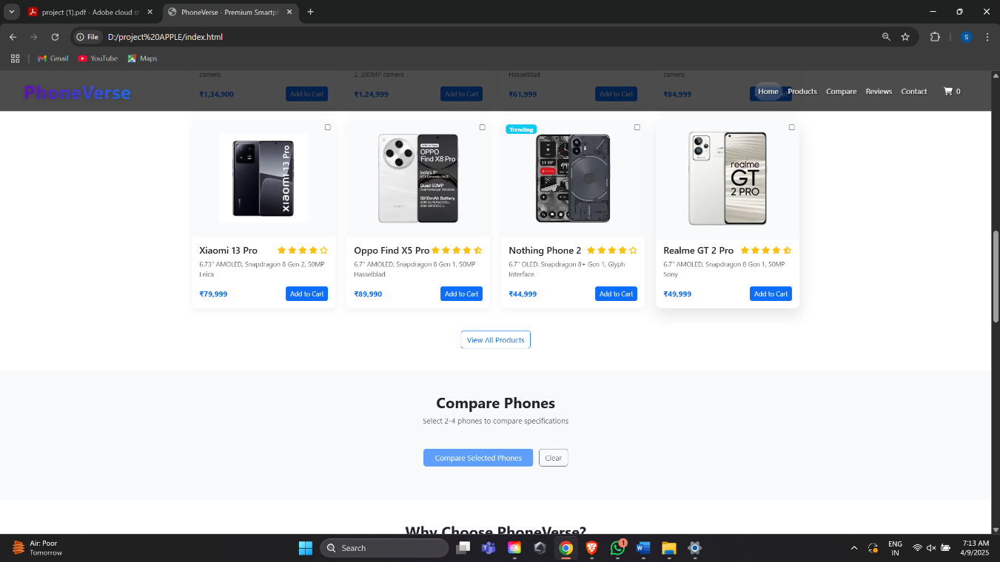 project (1).pdf - Adobe cloud st
PhoneVerse - Premium Smartph
File
D:/project%20APPLE/index.html
S
Gmail
YouTube
Maps
PhoneVerse
Home
Products
Compare
Reviews
Contact
0
camera
2, 200MP camera
Hasselblad
camera
₹1,34,900
Add to Cart
₹1,24,999
Add to Cart
₹61,999
Add to Cart
₹84,999
xiaomi 13 Pro
OPPO
Find X8 Pro
India's 1st
Quad 50MP
5910mAh Battery
Trending
realme
GT
2 PRO
Xiaomi 13 Pro
6.73" AMOLED, Snapdragon 8 Gen 2, 50MP
Leica
₹79,999
Add to Cart
Oppo Find X5 Pro
6.7" AMOLED, Snapdragon 8 Gen 1, 50MP
Hasselblad
₹89,990
Add to Cart
Nothing Phone 2
6.7" OLED, Snapdragon 8+ Gen 1, Glyph
Interface
₹44,999
Add to Cart
Realme GT 2 Pro
6.7" AMOLED, Snapdragon 8 Gen 1, 50MP
Sony
₹49,999
Add to Cart
View All Products
Compare Phones
Select 2-4 phones to compare specifications
Compare Selected Phones
Clear
Why Choose PhoneVerse?
Air: Poor
Tomorrow
Search
1
ENG
IN
7:13 AM
4/9/2025